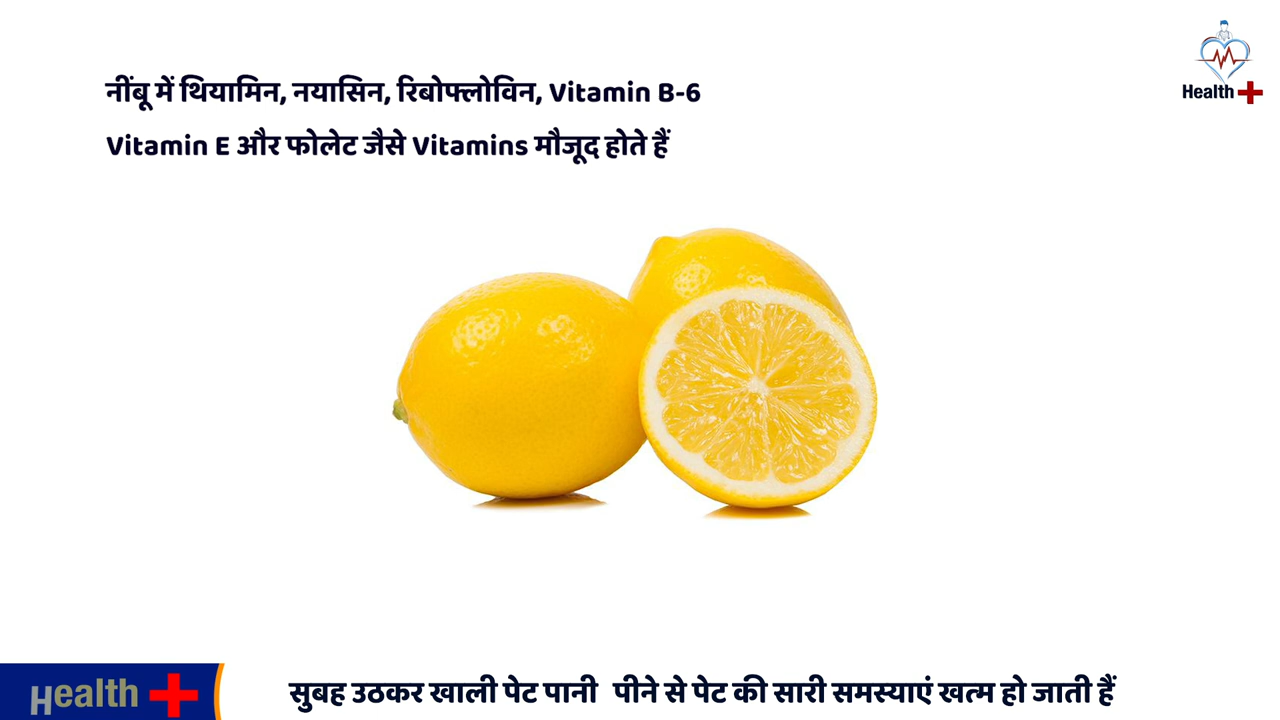 नींबू में थियामिन, नयासिन, रिबोफ्लोविन, Vitamin B-6
Vitamin E और फोलेट जैसे Vitamins मौजूद होते हैं
Health
Health
सुबह उठकर खाली पेट पानी पीने से पेट की सारी समस्याएं खत्म हो जाती हैं